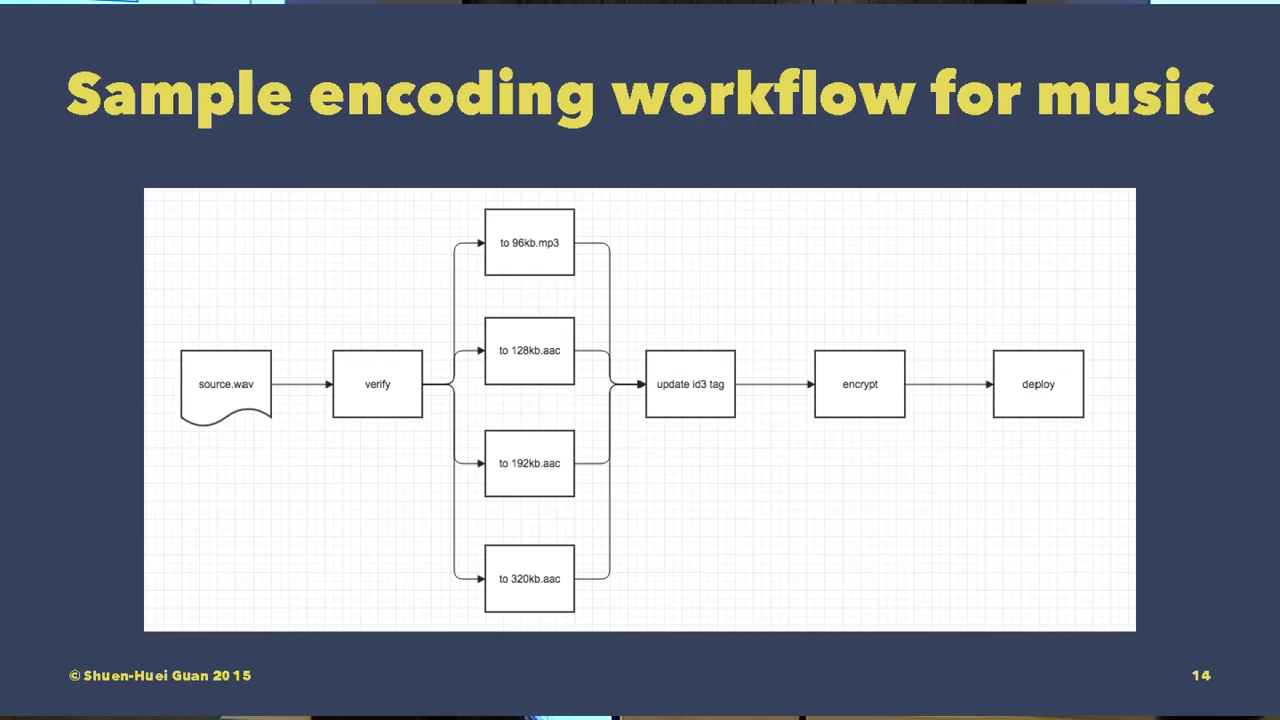 Sample encoding workflow for music
source.wav
verify
to 96kb.mp3
to 128kb.aac
to 192kb.aac
to 320kb.aac
update id3 tag
encrypt
deploy
© Shuen-Huei Guan 2015
14